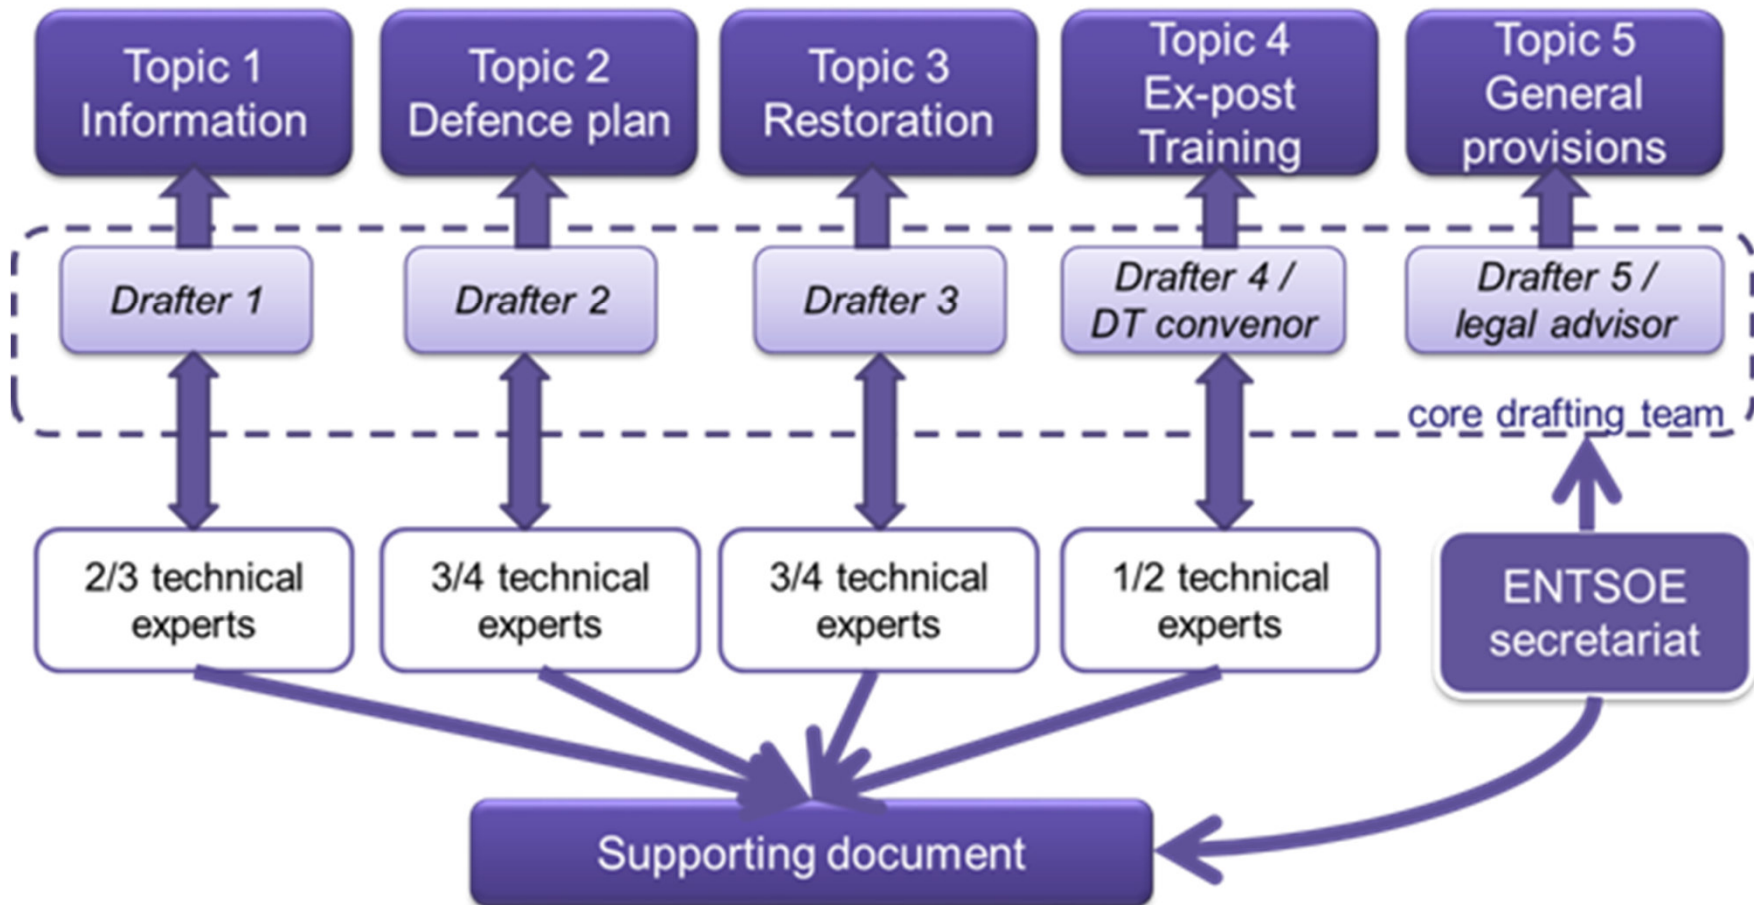 Topic 1
Information
Topic 2
Defence plan
Topic 3
Restoration
Topic 4
Ex-post
Training
Topic 5
General
provisions
Drafter 1
Drafter 2
Drafter 3
Drafter 4 /
DT convenor
Drafter 5 /
legal advisor
core drafting team
2/3 technical
experts
3/4 technical
experts
3/4 technical
experts
1/2 technical
experts
ENTSOE
secretariat
Supporting document